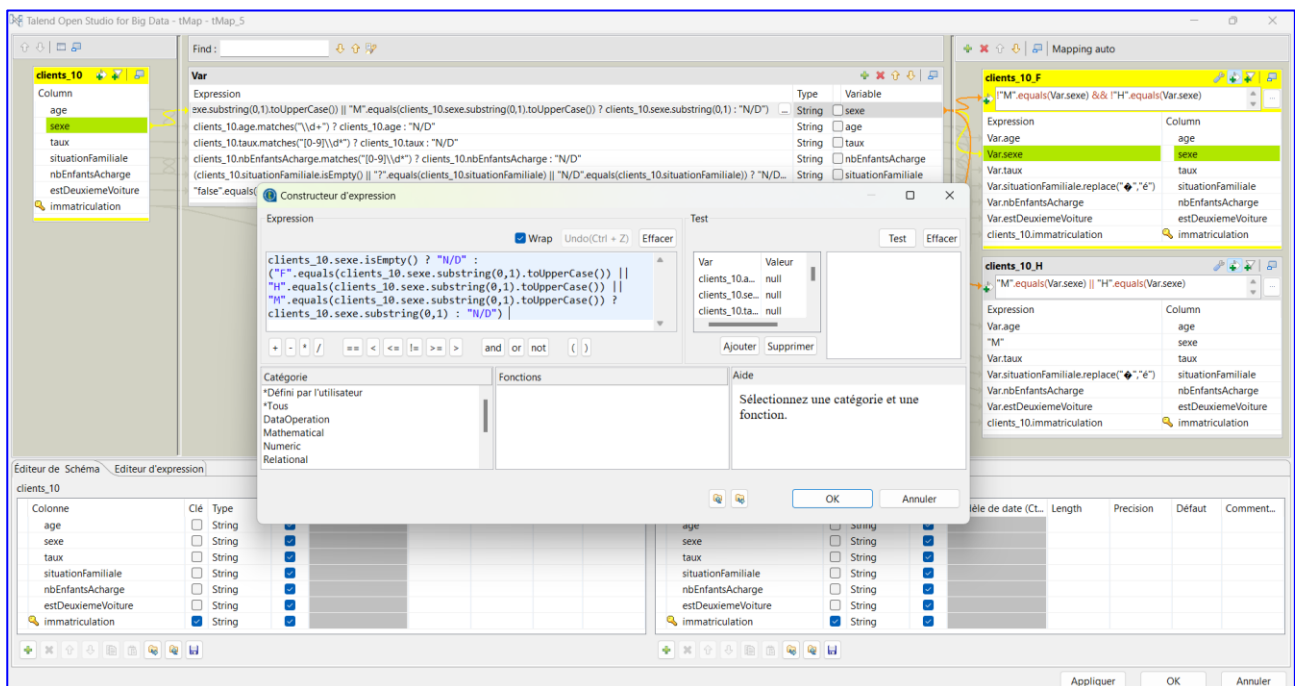 Talend Open Studio for Big Data - tMap - tMap_5
Find :
Mapping auto
clients_10
Column
age
sexe
taux
situationFamiliale
nbEnfantsAcharge
estDeuxiemeVoiture
immatriculation
Var
Expression Type Variable
exe.substring(0,1).toUpperCase()) || "M".equals(clients_10.sexe.substring(0,1).toUpperCase()) ? clients_10.sexe.substring(0,1) : "N/D") ... String sexe
clients_10.age.matches("\\d+") ? clients_10.age : "N/D" String age
clients_10.taux.matches("[0-9]\\d*") ? clients_10.taux : "N/D" String taux
clients_10.nbEnfantsAcharge.matches("[0-9]\\d*") ? clients_10.nbEnfantsAcharge : "N/D" String nbEnfantsAcharge
(clients_10.situationFamiliale.isEmpty() || "?".equals(clients_10.situationFamiliale) || "N/D".equals(clients_10.situationFamiliale)) ? "N/D... String situationFamiliale
"false".equals(
clients_10_F
!"M".equals(Var.sexe) && !"H".equals(Var.sexe) ...
Expression Column
Var.age age
Var.sexe sexe
Var.taux taux
Var.situationFamiliale.replace("�","é") situationFamiliale
Var.nbEnfantsAcharge nbEnfantsAcharge
Var.estDeuxiemeVoiture estDeuxiemeVoiture
clients_10.immatriculation immatriculation
clients_10_H
"M".equals(Var.sexe) || "H".equals(Var.sexe) ...
Expression Column
Var.age age
"M" sexe
Var.taux taux
Var.situationFamiliale.replace("�","é") situationFamiliale
Var.nbEnfantsAcharge nbEnfantsAcharge
Var.estDeuxiemeVoiture estDeuxiemeVoiture
clients_10.immatriculation immatriculation
Constructeur d'expression
Expression
Wrap Undo(Ctrl + Z) Effacer
clients_10.sexe.isEmpty() ? "N/D" :
("F".equals(clients_10.sexe.substring(0,1).toUpperCase()) ||
"H".equals(clients_10.sexe.substring(0,1).toUpperCase()) ||
"M".equals(clients_10.sexe.substring(0,1).toUpperCase()) ?
clients_10.sexe.substring(0,1) : "N/D")
+ - * / == < <= != >= > and or not ( )
Test
Test Effacer
Var Valeur
clients_10.a... null
clients_10.se... null
clients_10.ta... null
Ajouter Supprimer
Catégorie
*Défini par l'utilisateur
*Tous
DataOperation
Mathematical
Numeric
Relational
Fonctions
Aide
Sélectionnez une catégorie et une
fonction.
OK Annuler
Éditeur de Schéma Editeur d'expression
clients_10
Colonne Clé Type
age String
sexe String
taux String
situationFamiliale String
nbEnfantsAcharge String
estDeuxiemeVoiture String
immatriculation String
dèle de date (Ct... Length Precision Défaut Comment...
age String
sexe String
taux String
situationFamiliale String
nbEnfantsAcharge String
estDeuxiemeVoiture String
immatriculation String
Appliquer OK Annuler